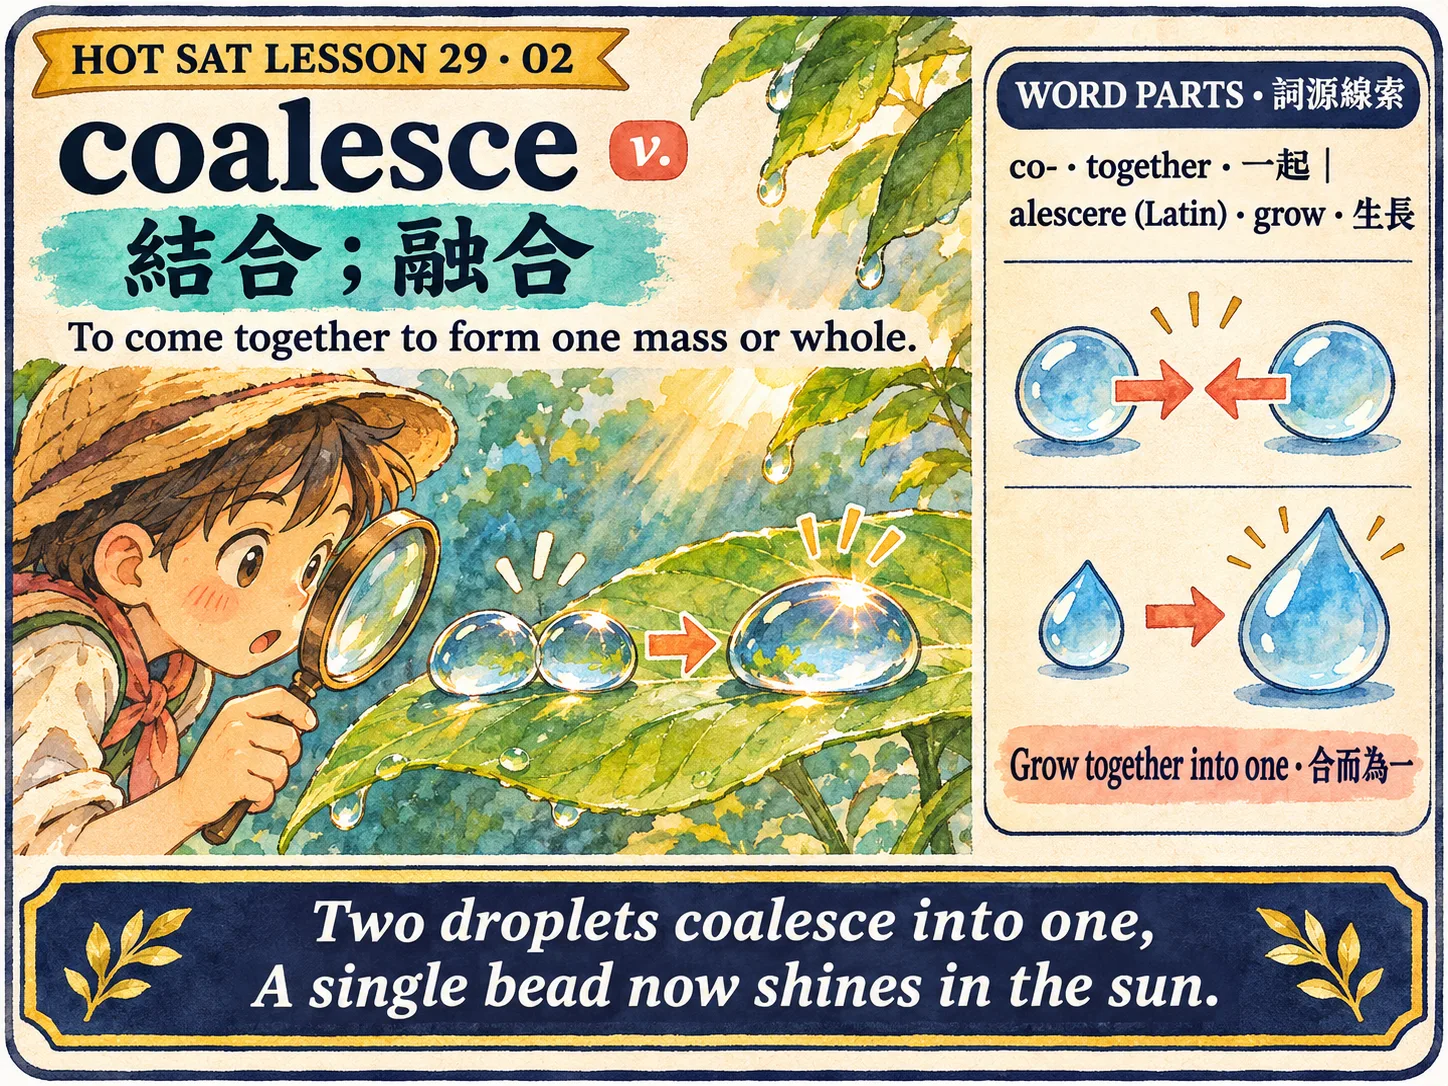 HOT SAT LESSON 29 · 02
coalesce v.
結合；融合
To come together to form one mass or whole.
WORD PARTS · 詞源線索
co- · together · 一起 |
alescere (Latin) · grow · 生長
Grow together into one · 合而為一
Two droplets coalesce into one,
A single bead now shines in the sun.